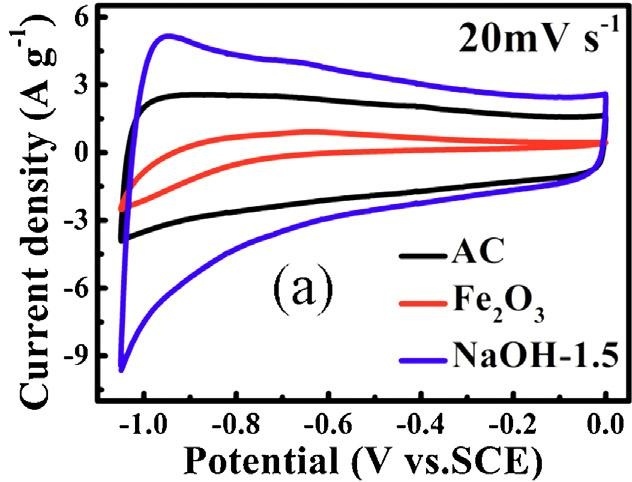 20mV s⁻¹
6
3
0
-3
-6
-9
Current density (A g⁻¹)
(a)
AC
Fe₂O₃
NaOH-1.5
-1.0 -0.8 -0.6 -0.4 -0.2 0.0
Potential (V vs.SCE)